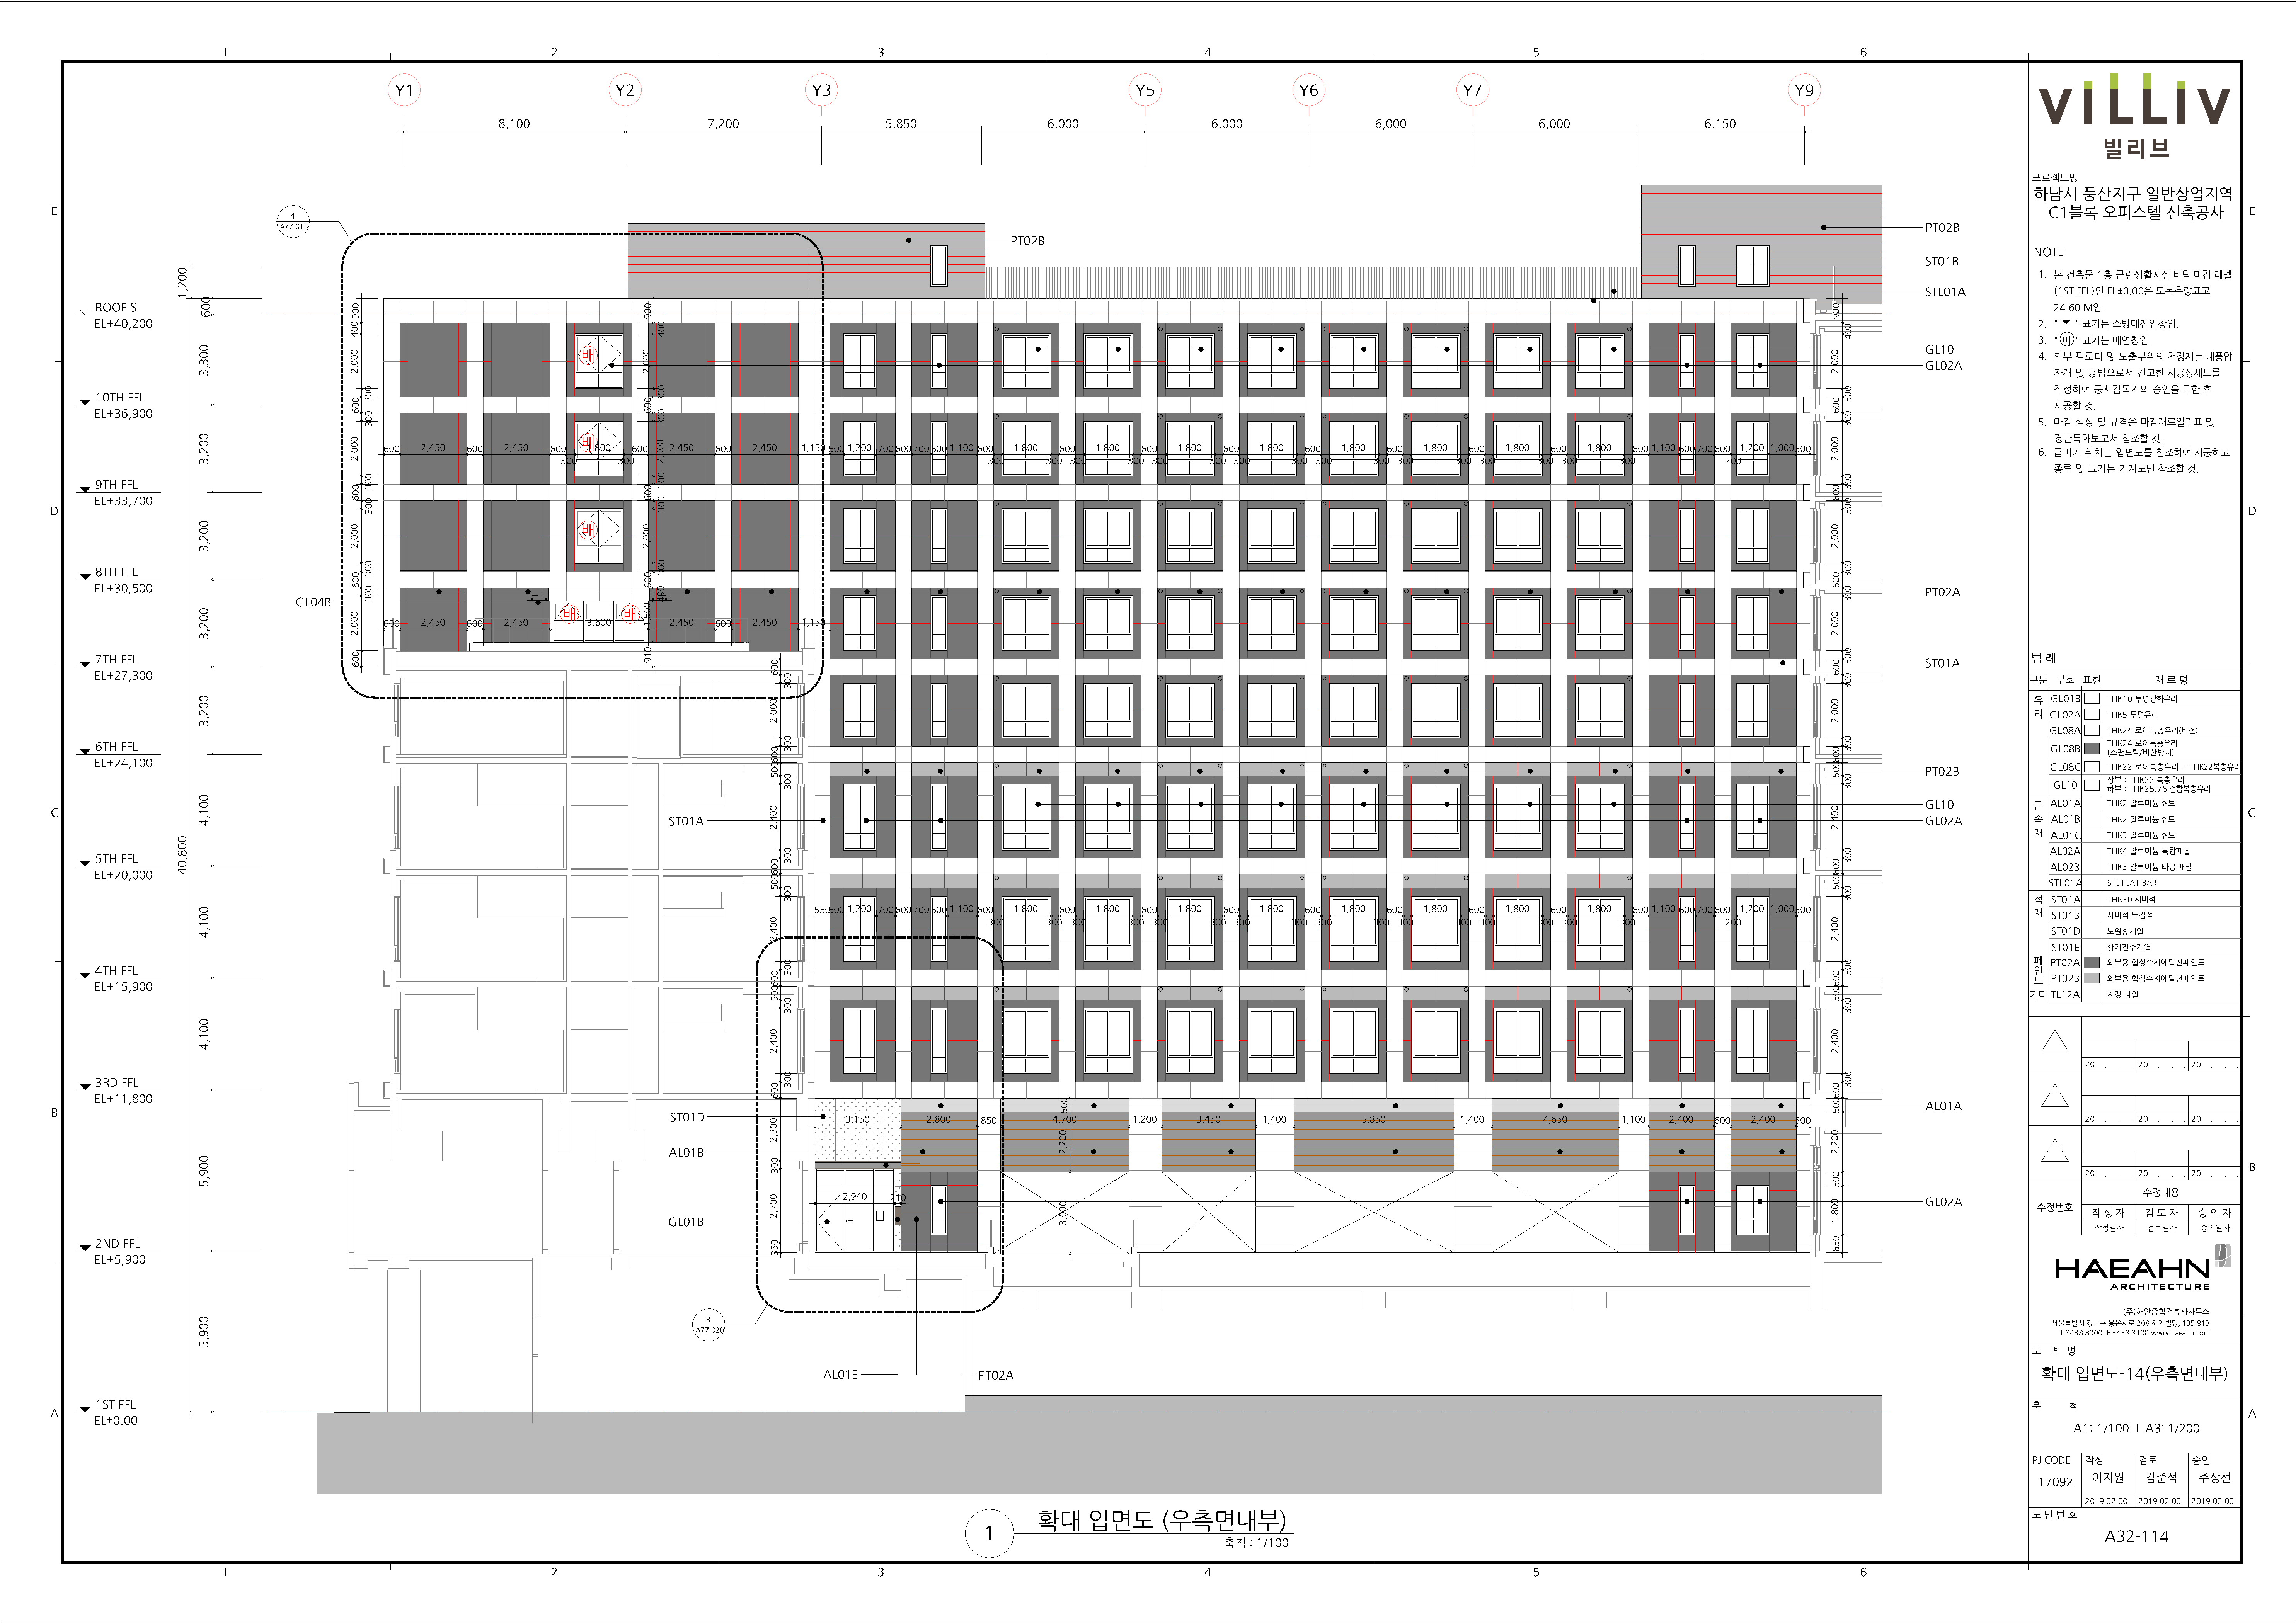 1 2 3 4 5 6
Y1 Y2 Y3 Y5 Y6 Y7 Y9
8,100 7,200 5,850 6,000 6,000 6,000 6,000 6,150
E
D
C
B
A
4
A77-015
PT02B
PT02B
ST01B
STL01A
GL10
GL02A
PT02A
ST01A
PT02B
GL10
GL02A
AL01A
GL02A
GL04B
ST01A
ST01D
AL01B
GL01B
AL01E
PT02A
3
A77-020
1,200
600
ROOF SL
EL+40,200
3,300
10TH FFL
EL+36,900
3,200
9TH FFL
EL+33,700
3,200
8TH FFL
EL+30,500
3,200
7TH FFL
EL+27,300
3,200
6TH FFL
EL+24,100
4,100
40,800
5TH FFL
EL+20,000
4,100
4TH FFL
EL+15,900
4,100
3RD FFL
EL+11,800
5,900
2ND FFL
EL+5,900
5,900
1ST FFL
EL±0.00
배
배
배
배 배
600 2,450 600 2,450 600 1,800 600 2,450 600 2,450 1,150 500 1,200 700 600 700 600 1,100 600 1,800 600 1,800 600 1,800 600 1,800 600 1,800 600 1,800 600 1,800 600 1,800 600 1,100 600 700 600 1,200 1,000 500
600 2,450 600 2,450 3,600 2,450 600 2,450 1,150
550 500 1,200 700 600 700 600 1,100 600 1,800 600 1,800 600 1,800 600 1,800 600 1,800 600 1,800 600 1,800 600 1,800 600 1,100 600 700 600 1,200 1,000 500
3,150 2,800 850 4,700 1,200 3,450 1,400 5,850 1,400 4,650 1,100 2,400 600 2,400 500
2,940 210
2,300
300
2,700
350
500
2,200
3,000
2,200
500
1,800
650
1
확대 입면도 (우측면내부)
축척 : 1/100
VILLIV
빌리브
프로젝트명
하남시 풍산지구 일반상업지역
C1블록 오피스텔 신축공사
NOTE
1. 본 건축물 1층 근린생활시설 바닥 마감 레벨
(1ST FFL)인 EL±0.00은 토목측량표고
24.60 M임.
2. " ▼ " 표기는 소방대진입창임.
3. "배" 표기는 배연창임.
4. 외부 필로티 및 노출부위의 천장재는 내풍압
자재 및 공법으로서 견고한 시공상세도를
작성하여 공사감독자의 승인을 득한 후
시공할 것.
5. 마감 색상 및 규격은 마감재료일람표 및
경관특화보고서 참조할 것.
6. 급배기 위치는 입면도를 참조하여 시공하고
종류 및 크기는 기계도면 참조할 것.
범 례
구분 부호 표현 재 료 명
유리
GL01B THK10 투명강화유리
GL02A THK5 투명유리
GL08A THK24 로이복층유리(비전)
GL08B THK24 로이복층유리
(스팬드럴/비산방지)
GL08C THK22 로이복층유리 + THK22복층유리
GL10 상부 : THK22 복층유리
하부 : THK25.76 접합복층유리
금속재
AL01A THK2 알루미늄 쉬트
AL01B THK2 알루미늄 쉬트
AL01C THK3 알루미늄 쉬트
AL02A THK4 알루미늄 복합패널
AL02B THK3 알루미늄 타공 패널
STL01A STL FLAT BAR
석재
ST01A THK30 사비석
ST01B 사비석 두겁석
ST01D 노원홍계열
ST01E 황가진주계열
페인트
PT02A 외부용 합성수지에멀전페인트
PT02B 외부용 합성수지에멀전페인트
기타 TL12A 지정 타일
20 . . . 20 . . . 20 . . .
20 . . . 20 . . . 20 . . .
20 . . . 20 . . . 20 . . .
수정번호 수정내용
작 성 자 검 토 자 승 인 자
작성일자 검토일자 승인일자
HAEAHN
ARCHITECTURE
(주)해안종합건축사사무소
서울특별시 강남구 봉은사로 208 해안빌딩, 135-913
T.3438 8000 F.3438 8100 www.haeahn.com
도 면 명
확대 입면도-14(우측면내부)
축 척
A1: 1/100 | A3: 1/200
PJ CODE 작성 검토 승인
17092 이지원 김준석 주상선
2019.02.00. 2019.02.00. 2019.02.00.
도 면 번 호
A32-114
1 2 3 4 5 6